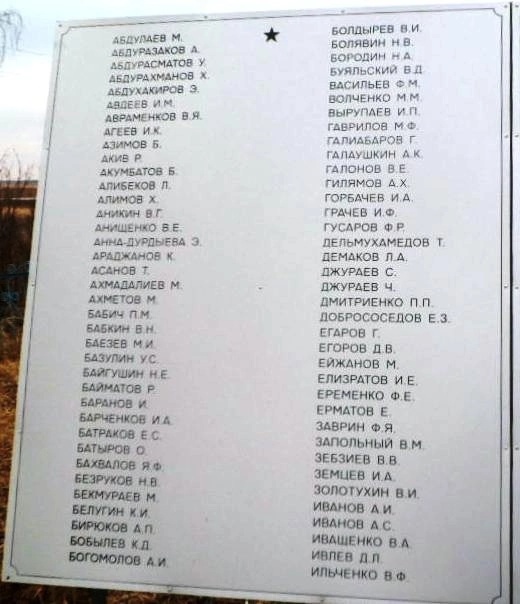 АБДУЛАЕВ М.
АБДУРАЗАКОВ А.
АБДУРАСМАТОВ У.
АБДУРАХМАНОВ Х.
АБДУХАКИРОВ Э.
АВДЕЕВ И.М.
АВРАМЕНКОВ В.Я.
АГЕЕВ И.К.
АЗИМОВ Б.
АКИВ Р.
АКУМБАТОВ Б.
АЛИБЕКОВ Л.
АЛИМОВ Х.
АНИКИН В.Г.
АНИЩЕНКО В.Е.
АННА-ДУРДЫЕВА Э.
АРАДЖАНОВ К.
АСАНОВ Т.
АХМАДАЛИЕВ М.
АХМЕТОВ М.
БАБИЧ П.М.
БАБКИН В.Н.
БАЕЗЕВ М.И.
БАЗУЛИН У.С.
БАЙГУШИН Н.Е.
БАЙМАТОВ Р.
БАРАНОВ И.
БАРЧЕНКОВ И.А.
БАТРАКОВ Е.С.
БАТЫРОВ О.
БАХВАЛОВ Я.Ф.
БЕЗРУКОВ Н.В.
БЕКМУРАЕВ М.
БЕЛУГИН К.И.
БИРЮКОВ А.П.
БОБЫЛЕВ К.Д.
БОГОМОЛОВ А.И.
БОЛДЫРЕВ В.И.
БОЛЯВИН Н.В.
БОРОДИН Н.А.
БУЯЛЬСКИЙ В.Д.
ВАСИЛЬЕВ Ф.М.
ВОЛЧЕНКО М.М.
ВЫРУПАЕВ И.П.
ГАВРИЛОВ М.Ф.
ГАЛИАБАРОВ Г.
ГАЛАУШКИН А.К.
ГАЛОНОВ В.Е.
ГИЛЯМОВ А.Х.
ГОРБАЧЕВ И.А.
ГРАЧЕВ И.Ф.
ГУСАРОВ Ф.Р.
ДЕЛЬМУХАМЕДОВ Т.
ДЕМАКОВ Л.А.
ДЖУРАЕВ С.
ДЖУРАЕВ Ч.
ДМИТРИЕНКО П.П.
ДОБРОСОСЕДОВ Е.З.
ЕГАРОВ Г.
ЕГОРОВ Д.В.
ЕЙЖАНОВ М.
ЕЛИЗРАТОВ И.Е.
ЕРЕМЕНКО Ф.Е.
ЕРМАТОВ Е.
ЗАВРИН Ф.Я.
ЗАПОЛЬНЫЙ В.М.
ЗЕБЗИЕВ В.В.
ЗЕМЦЕВ И.А.
ЗОЛОТУХИН В.И.
ИВАНОВ А.И.
ИВАНОВ А.С.
ИВАЩЕНКО В.А.
ИВЛЕВ Д.Л.
ИЛЬЧЕНКО В.Ф.